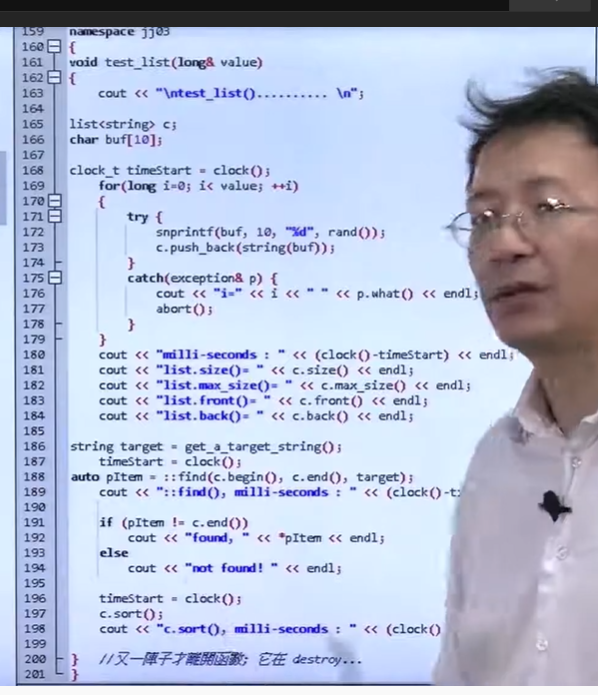 159 namespace jj03
160 {
161 void test_list(long& value)
162 {
163 cout << "\ntest_list().......... \n";
164
165 list<string> c;
166 char buf[10];
167
168 clock_t timeStart = clock();
169 for(long i=0; i< value; ++i)
170 {
171 try {
172 snprintf(buf, 10, "%d", rand());
173 c.push_back(string(buf));
174 }
175 catch(exception& p) {
176 cout << "i=" << i << " " << p.what() << endl;
177 abort();
178 }
179 }
180 cout << "milli-seconds : " << (clock()-timeStart) << endl;
181 cout << "list.size()= " << c.size() << endl;
182 cout << "list.max_size()= " << c.max_size() << endl;
183 cout << "list.front()= " << c.front() << endl;
184 cout << "list.back()= " << c.back() << endl;
185
186 string target = get_a_target_string();
187 timeStart = clock();
188 auto pItem = ::find(c.begin(), c.end(), target);
189 cout << "::find(), milli-seconds : " << (clock()-t
190
191 if (pItem != c.end())
192 cout << "found, " << *pItem << endl;
193 else
194 cout << "not found! " << endl;
195
196 timeStart = clock();
197 c.sort();
198 cout << "c.sort(), milli-seconds : " << (clock()
199
200 } //又一陣子才離開函數; 它在 destroy...
201 }